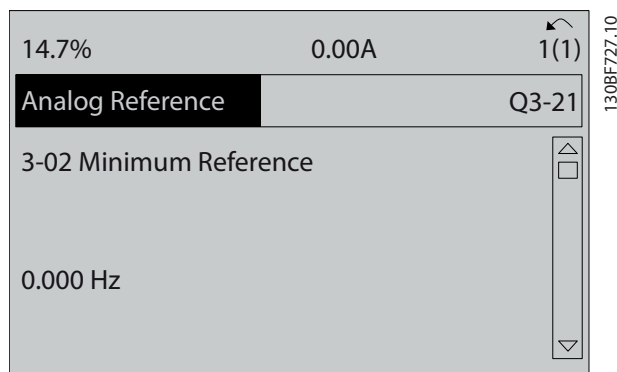 14.7% 0.00A 1(1)
Analog Reference Q3-21
3-02 Minimum Reference
0.000 Hz
130BF727.10